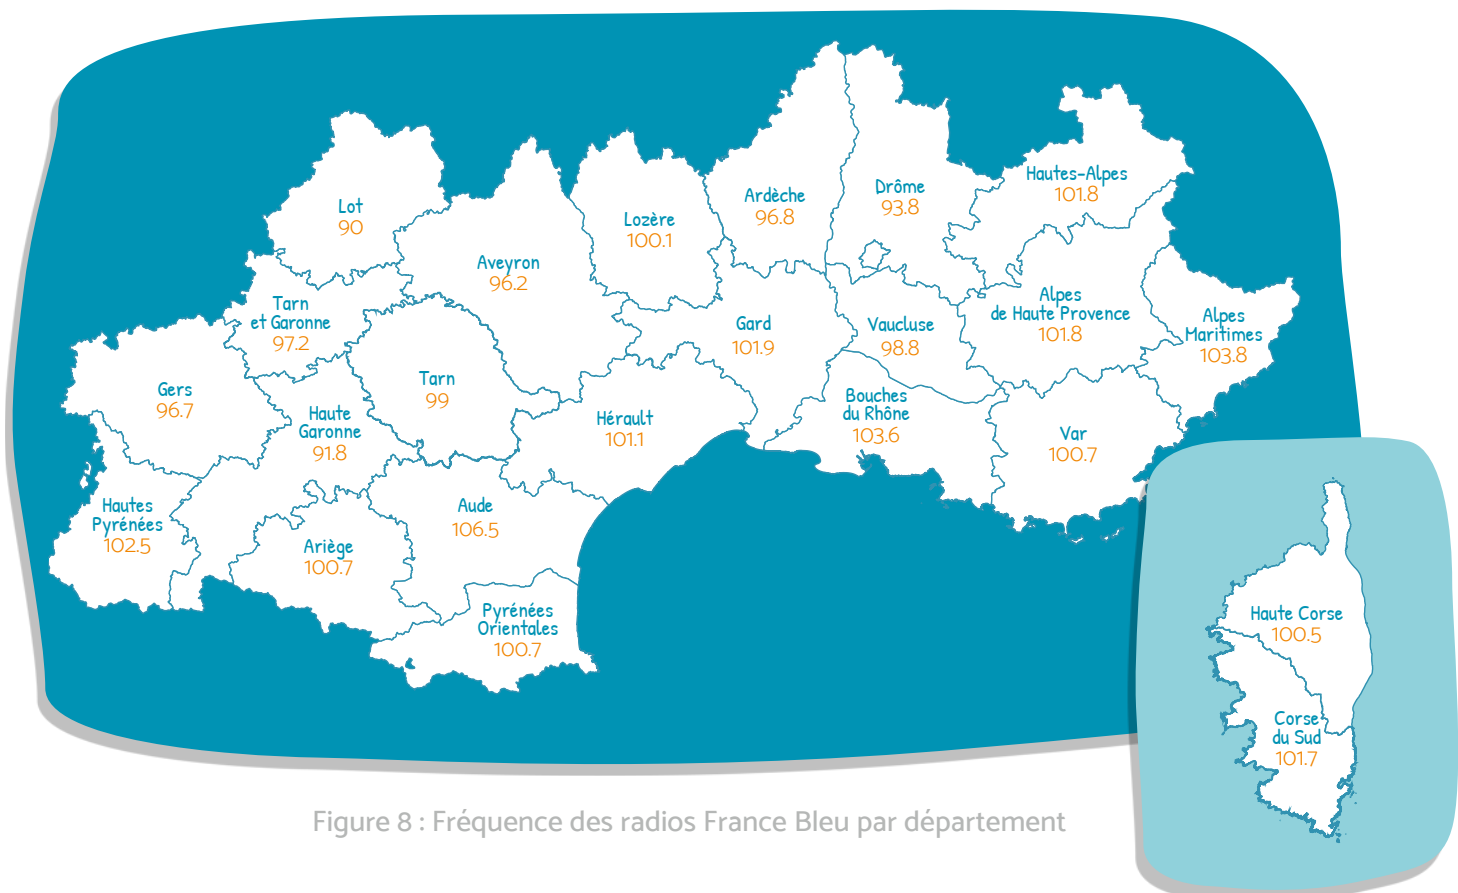 Hautes-Alpes
101.8
Drôme
93.8
Ardèche
96.8
Lot
90
Lozère
100.1
Aveyron
96.2
Tarn
et Garonne
97.2
Alpes
de Haute Provence
101.8
Alpes
Maritimes
103.8
Gard
101.9
Vaucluse
98.8
Gers
96.7
Tarn
99
Haute
Garonne
91.8
Hérault
101.1
Bouches
du Rhône
103.6
Var
100.7
Hautes
Pyrénées
102.5
Aude
106.5
Ariège
100.7
Pyrénées
Orientales
100.7
Haute Corse
100.5
Corse
du Sud
101.7
Figure 8 : Fréquence des radios France Bleu par département